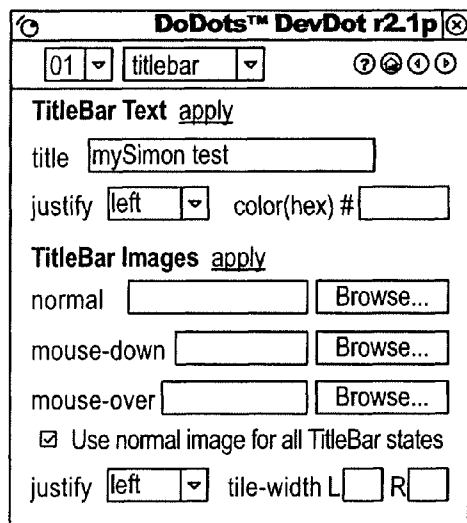 DoDots™ DevDot r2.1p
01 titlebar ?
TitleBar Text apply
title mySimon test
justify left color(hex) #
TitleBar Images apply
normal Browse...
mouse-down Browse...
mouse-over Browse...
Use normal image for all TitleBar states
justify left tile-width L R